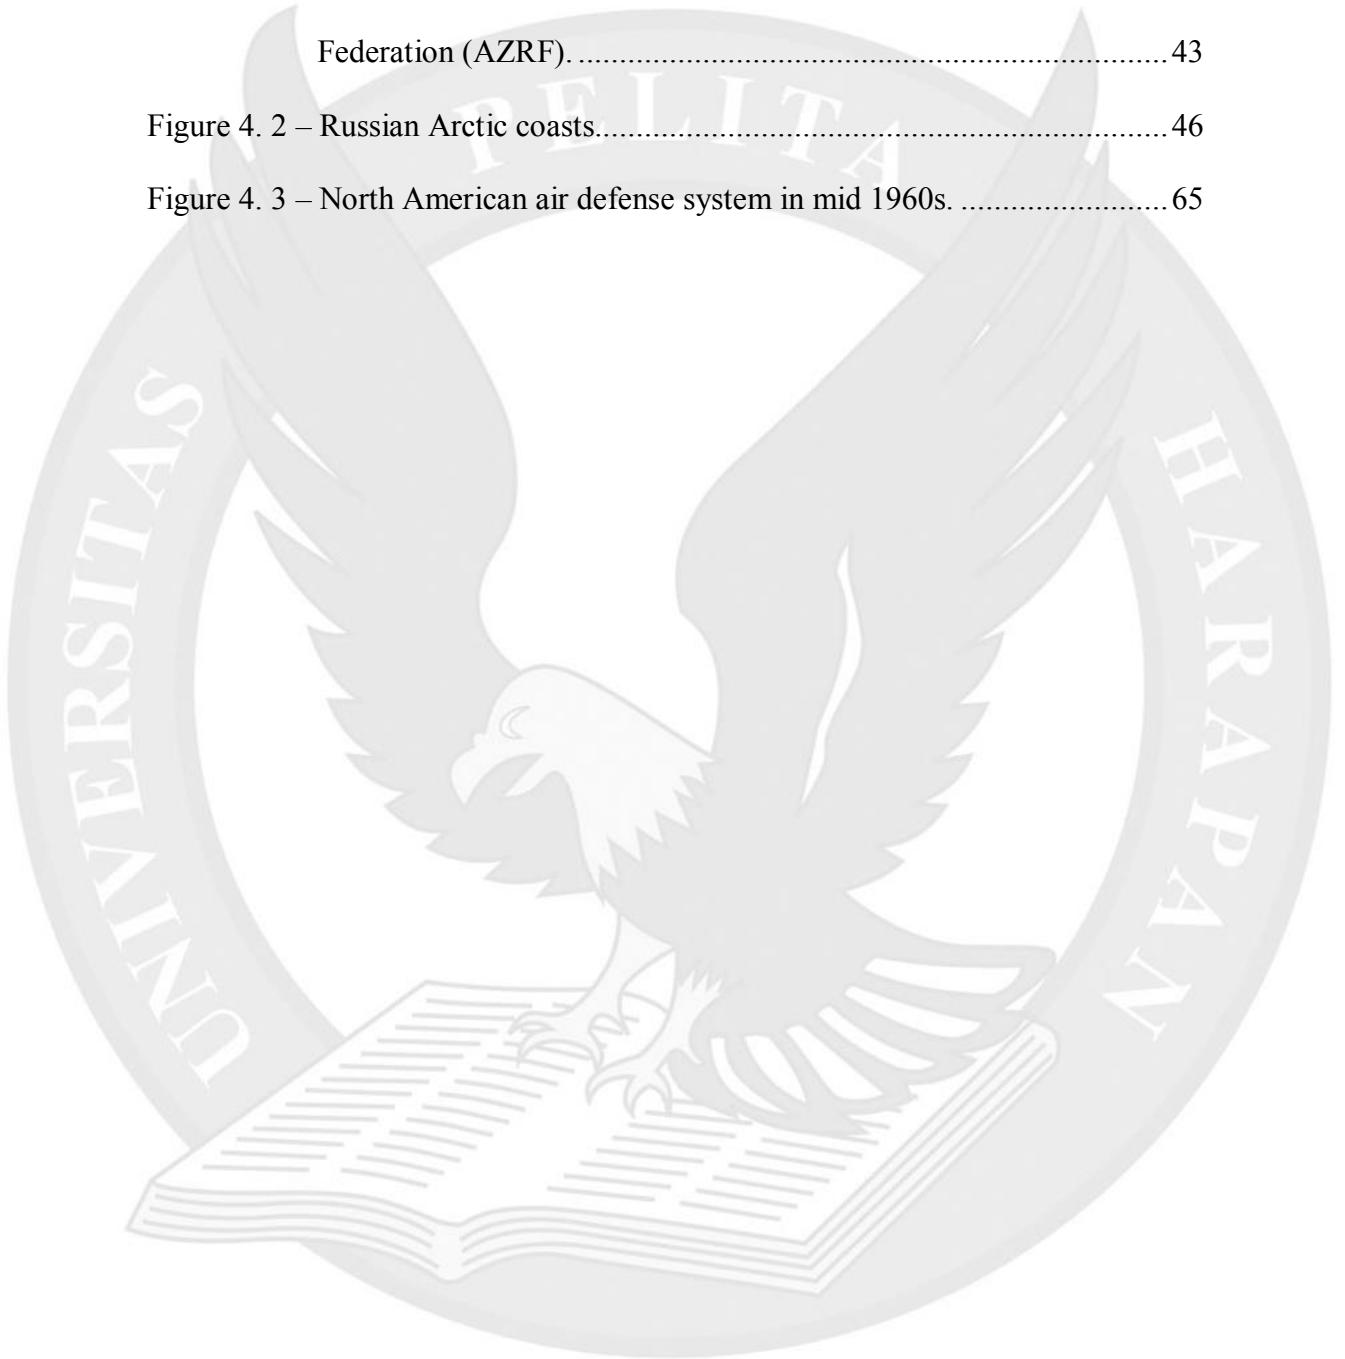 Federation (AZRF). ........................................................................ 43
Figure 4. 2 – Russian Arctic coasts...................................................................... 46
Figure 4. 3 – North American air defense system in mid 1960s. ......................... 65
UNIVERSITAS PELITA HARAPAN